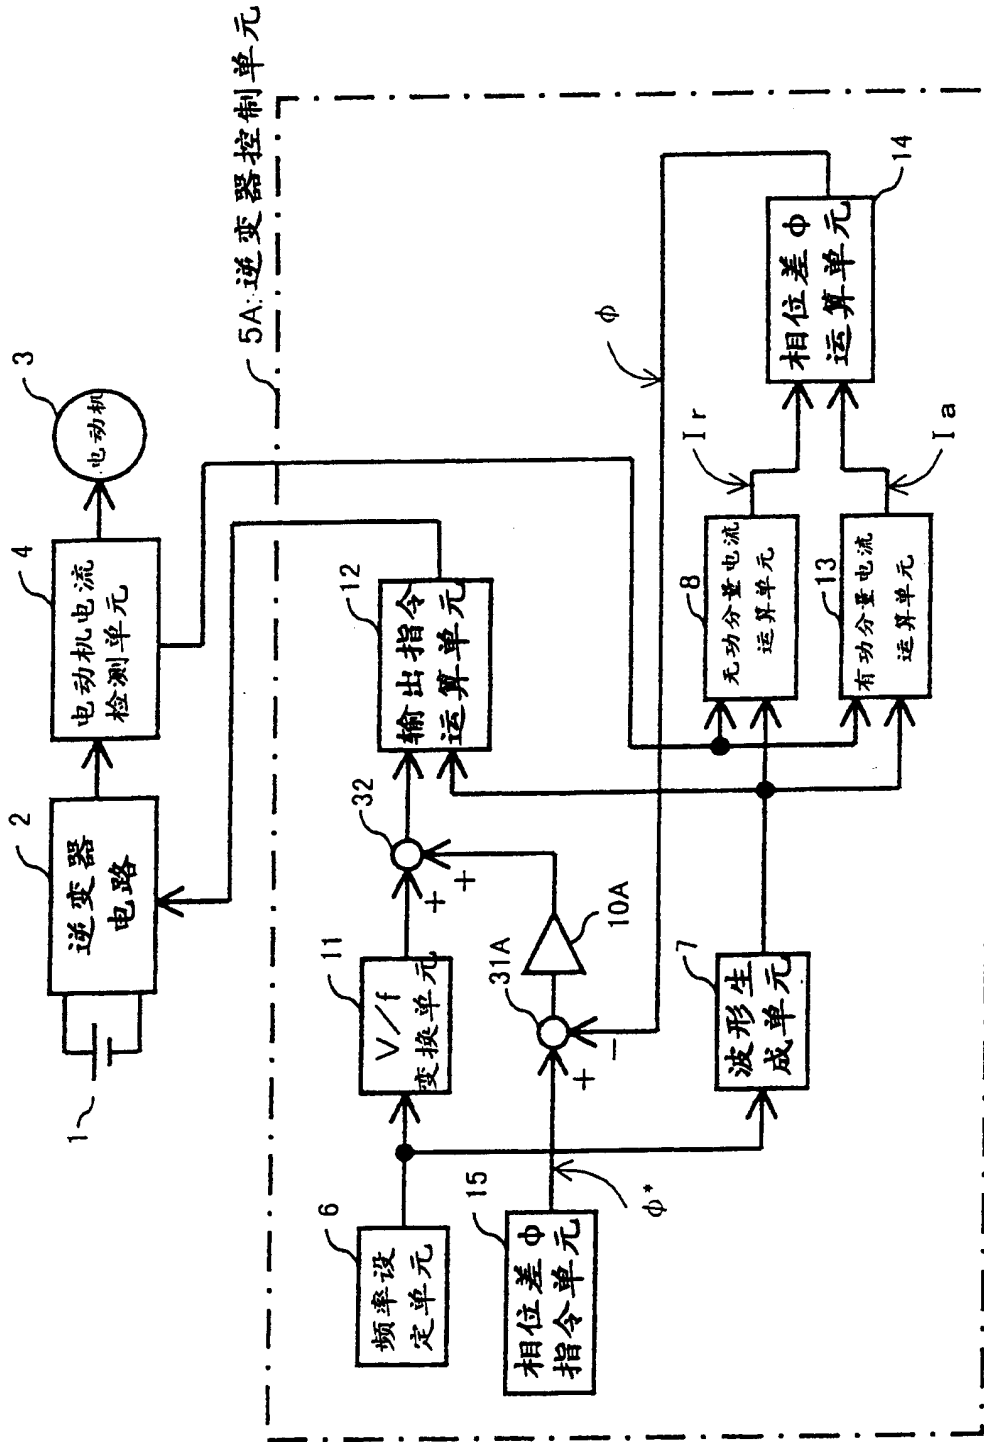 1
2
逆变器
电路
4
电动机电流
检测单元
3
电动机
5A:逆变器控制单元
6
频率设
定单元
11
V/f
变换单元
32
+
+
12
输出指令
运算单元
15
相位差Φ
指令单元
Φ*
31A
+
−
10A
Φ
7
波形生
成单元
8
无功分量电流
运算单元
13
有功分量电流
运算单元
Ir
Ia
14
相位差Φ
运算单元